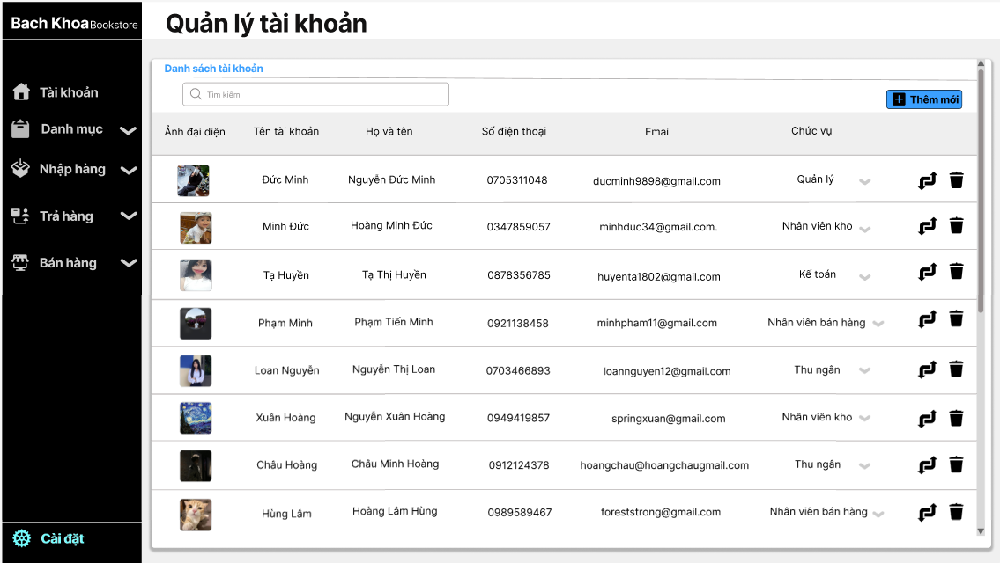 Bach Khoa Bookstore
Quản lý tài khoản
Tài khoản
Danh mục
Nhập hàng
Trả hàng
Bán hàng
Cài đặt
Danh sách tài khoản
Tìm kiếm
Thêm mới
Ảnh đại diện Tên tài khoản Họ và tên Số điện thoại Email Chức vụ
Đức Minh Nguyễn Đức Minh 0705311048 ducminh9898@gmail.com Quản lý
Minh Đức Hoàng Minh Đức 0347859057 minhduc34@gmail.com. Nhân viên kho
Tạ Huyền Tạ Thị Huyền 0878356785 huyenta1802@gmail.com Kế toán
Phạm Minh Phạm Tiến Minh 0921138458 minhpham11@gmail.com Nhân viên bán hàng
Loan Nguyễn Nguyễn Thị Loan 0703466893 loannguyen12@gmail.com Thu ngân
Xuân Hoàng Nguyễn Xuân Hoàng 0949419857 springxuan@gmail.com Nhân viên kho
Châu Hoàng Châu Minh Hoàng 0912124378 hoangchau@hoangchaugmail.com Thu ngân
Hùng Lâm Hoàng Lâm Hùng 0989589467 foreststrong@gmail.com Nhân viên bán hàng